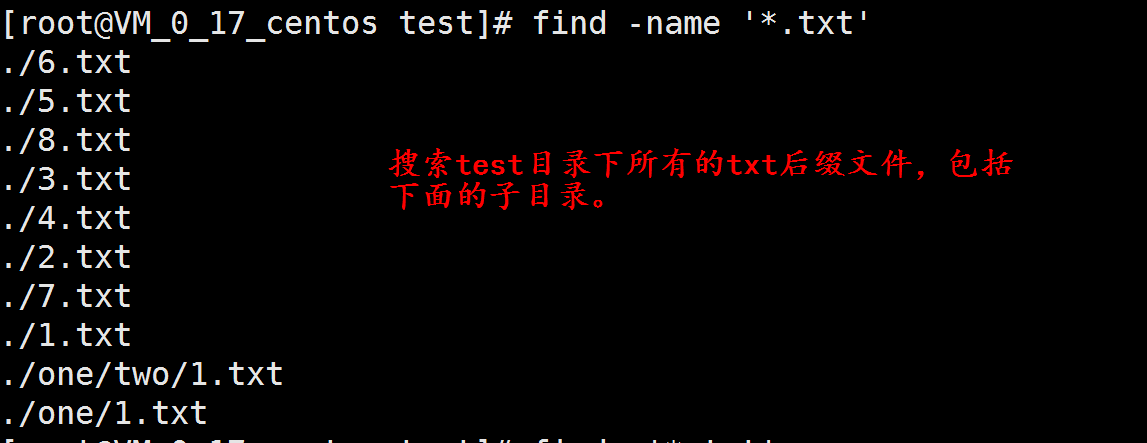 [root@VM_0_17_centos test]# find -name '*.txt'
./6.txt
./5.txt
./8.txt
./3.txt
./4.txt
./2.txt
./7.txt
./1.txt
./one/two/1.txt
./one/1.txt
搜索test目录下所有的txt后缀文件，包括
下面的子目录。